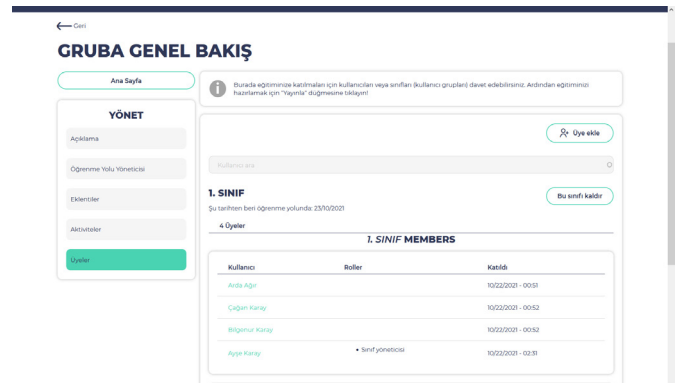 Geri
GRUBA GENEL BAKIŞ
Ana Sayfa
YÖNET
Açıklama
Öğrenme Yolu Yöneticisi
Eklentiler
Aktiviteler
Üyeler
Burada eğitiminize katılmaları için kullanıcıları veya sınıfları (kullanıcı grupları) davet edebilirsiniz. Ardından eğitiminizi
hazırlamak için "Yayınla" düğmesine tıklayın!
Üye ekle
Kullanıcı ara
1. SINIF
Bu sınıfı kaldır
Şu tarihten beri öğrenme yolunda: 23/10/2021
4 Üyeler
1. SINIF MEMBERS
Kullanıcı Roller Katıldı
Arda Ağır 10/22/2021 - 00:51
Çağan Karay 10/22/2021 - 00:52
Bilgenur Karay 10/22/2021 - 00:52
Ayşe Karay • Sınıf yöneticisi 10/22/2021 - 02:31